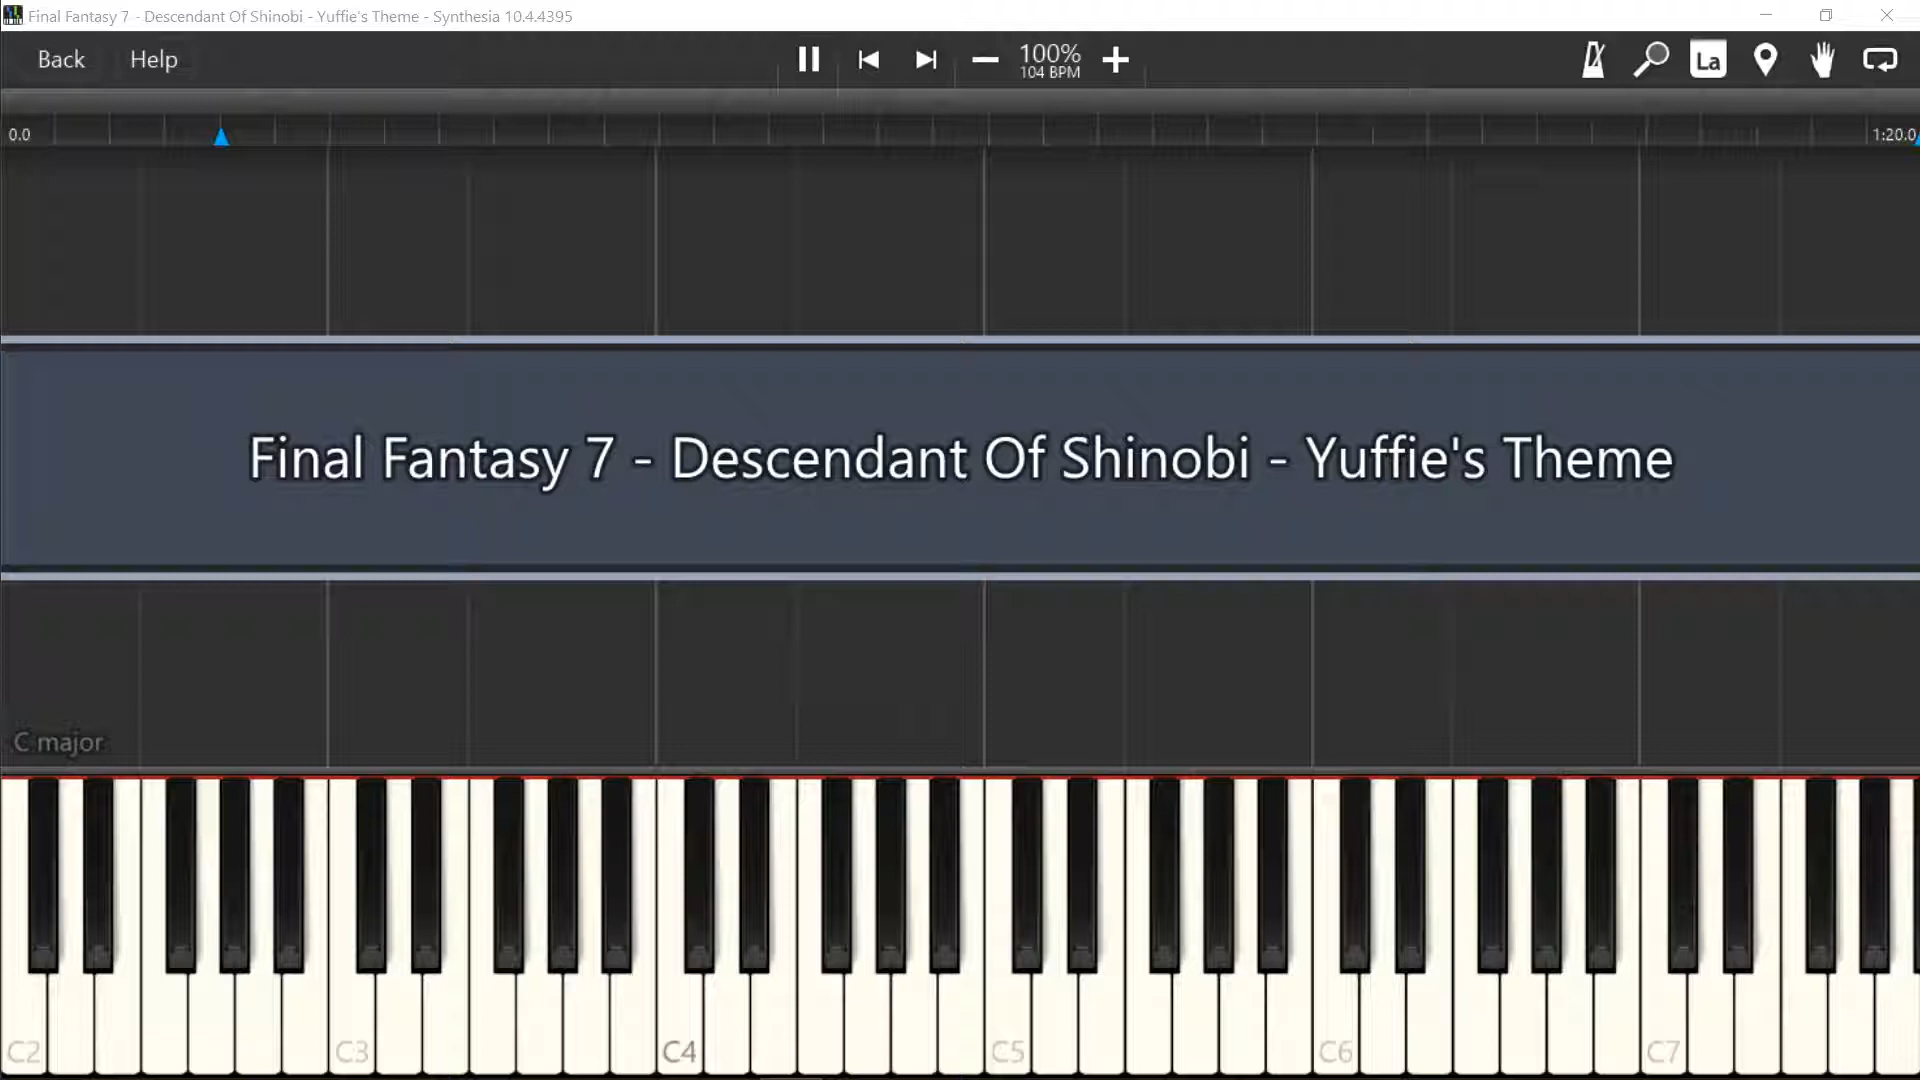 Final Fantasy 7 - Descendant Of Shinobi - Yuffie's Theme - Synthesia 10.4.4395
Back Help 100% La
104 BPM
0.0 1:20.0
Final Fantasy 7 - Descendant Of Shinobi - Yuffie's Theme
C major
C2 C3 C4 C5 C6 C7